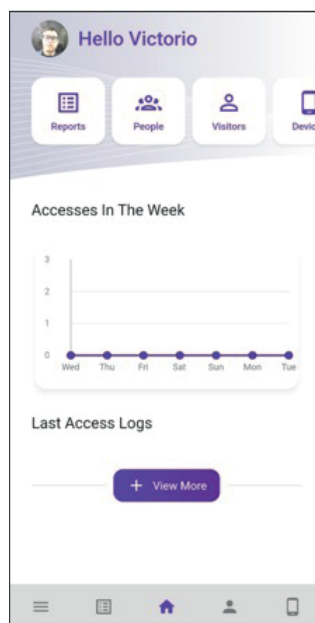 Hello Victorio
Reports People Visitors Devic
Accesses In The Week
3
2
1
0
Wed Thu Fri Sat Sun Mon Tue
Last Access Logs
+ View More